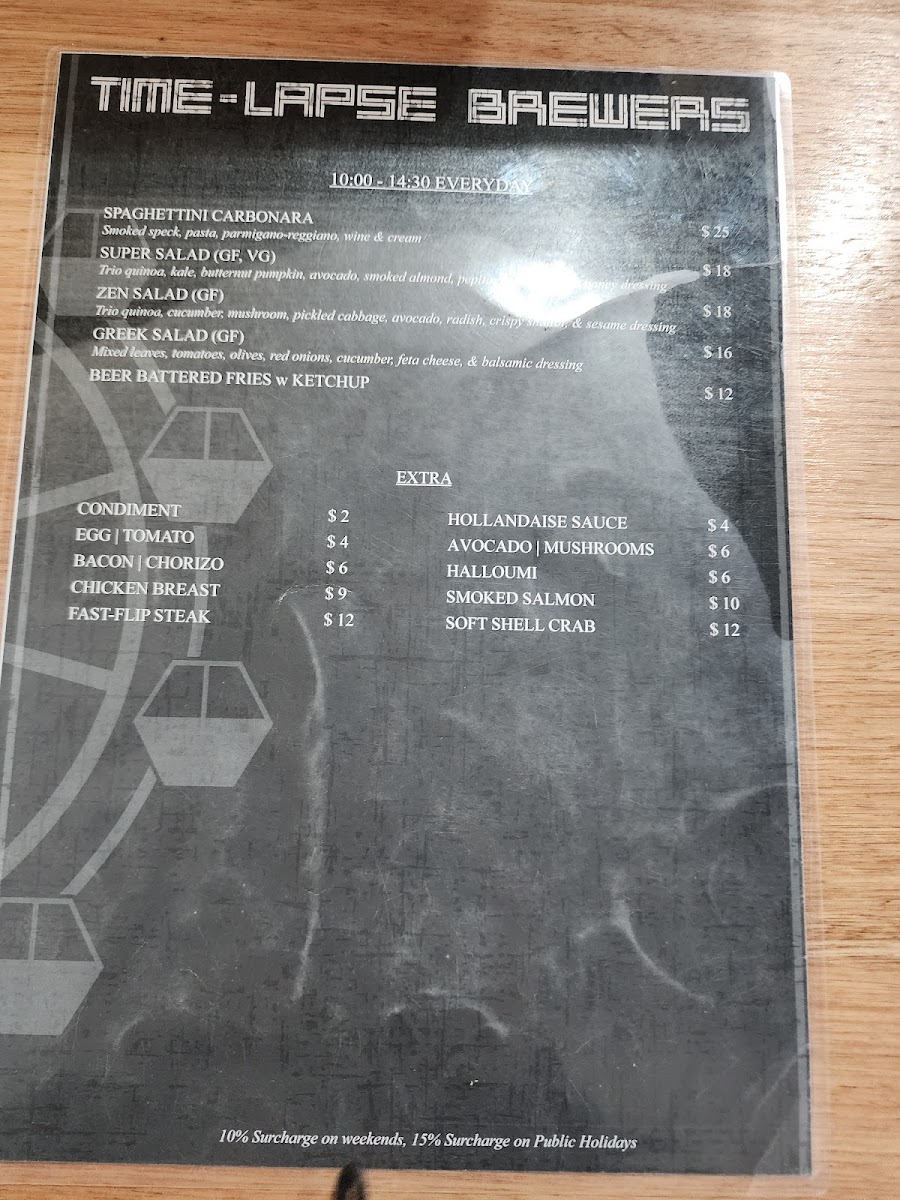 TIME-LAPSE BREWERS
10:00 - 14:30 EVERYDAY
SPAGHETTINI CARBONARA $ 25
Smoked speck, pasta, parmigano-reggiano, wine & cream
SUPER SALAD (GF, VG) $ 18
Trio quinoa, kale, butternut pumpkin, avocado, smoked almond, honey dressing
ZEN SALAD (GF) $ 18
Trio quinoa, cucumber, mushroom, pickled cabbage, avocado, radish, crispy & sesame dressing
GREEK SALAD (GF) $ 16
Mixed leaves, tomatoes, olives, red onions, cucumber, feta cheese, & balsamic dressing
BEER BATTERED FRIES w KETCHUP $ 12
EXTRA
CONDIMENT $ 2
EGG | TOMATO $ 4
BACON | CHORIZO $ 6
CHICKEN BREAST $ 9
FAST-FLIP STEAK $ 12
HOLLANDAISE SAUCE $ 4
AVOCADO | MUSHROOMS $ 6
HALLOUMI $ 6
SMOKED SALMON $ 10
SOFT SHELL CRAB $ 12
10% Surcharge on weekends, 15% Surcharge on Public Holidays